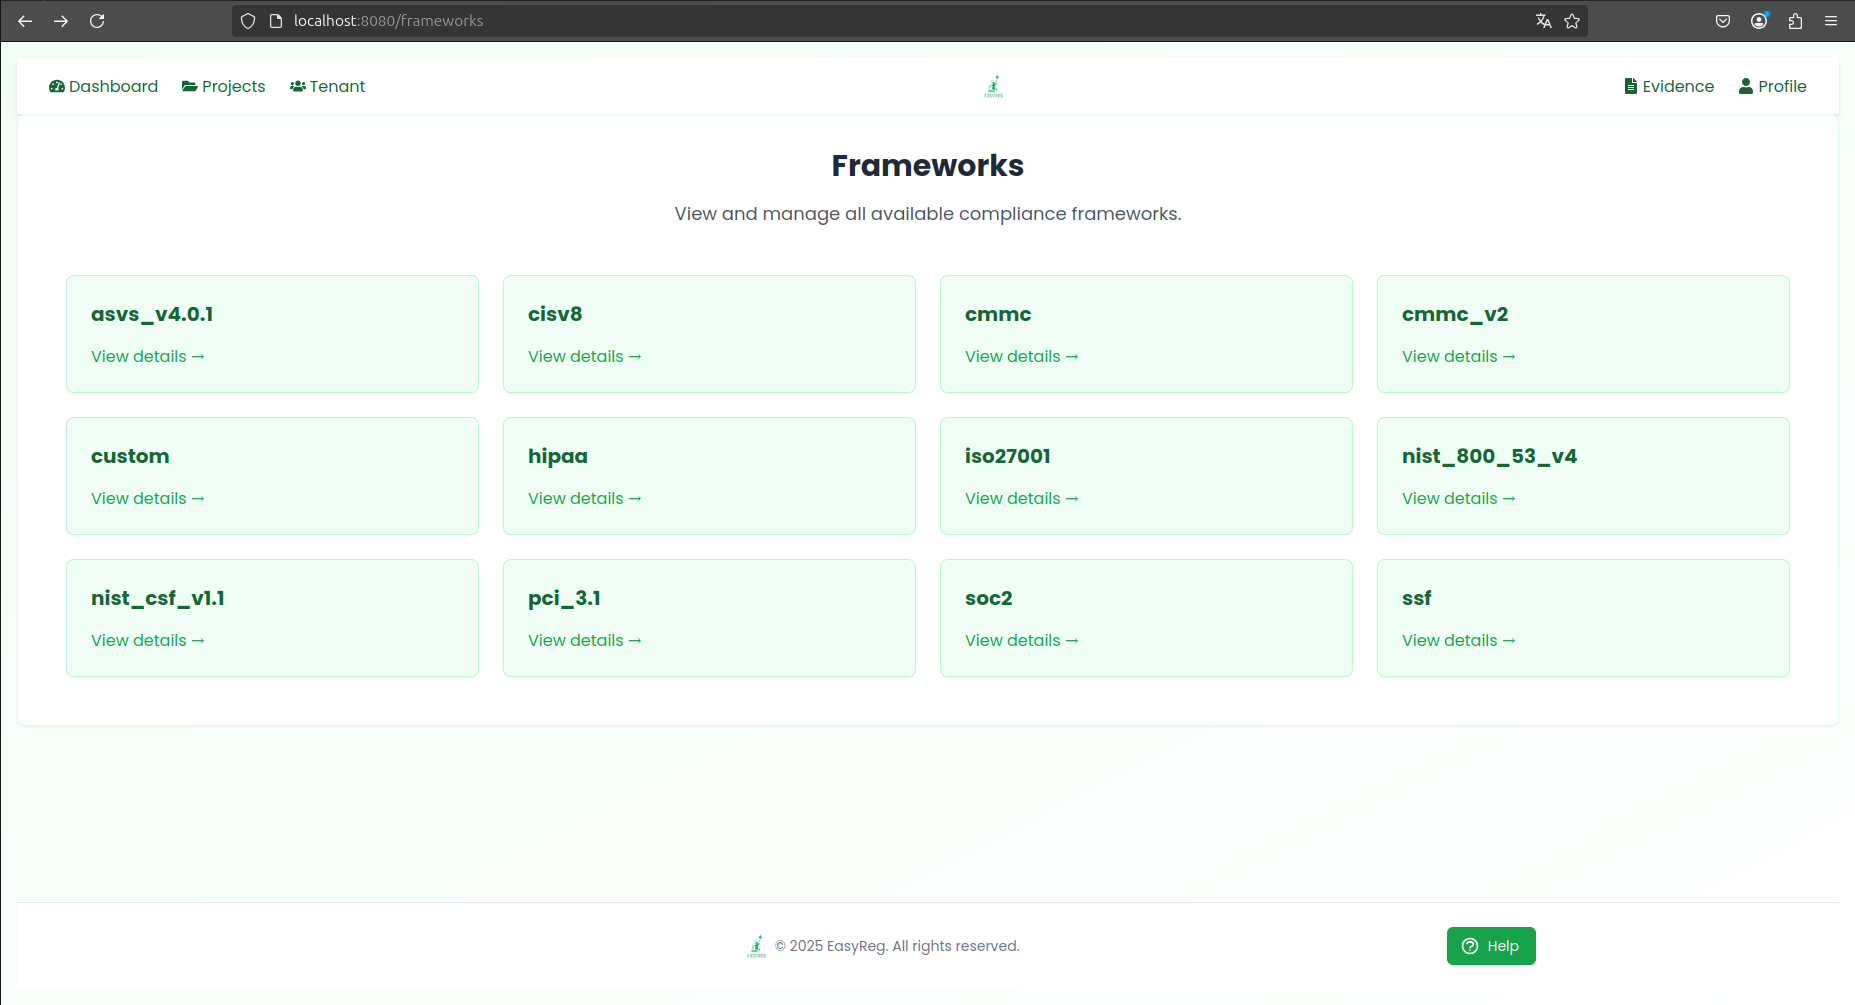 localhost:8080/frameworks
Dashboard Projects Tenant EASYREG Evidence Profile
Frameworks
View and manage all available compliance frameworks.
asvs_v4.0.1 cisv8 cmmc cmmc_v2
View details → View details → View details → View details →
custom hipaa iso27001 nist_800_53_v4
View details → View details → View details → View details →
nist_csf_v1.1 pci_3.1 soc2 ssf
View details → View details → View details → View details →
EASYREG © 2025 EasyReg. All rights reserved. Help